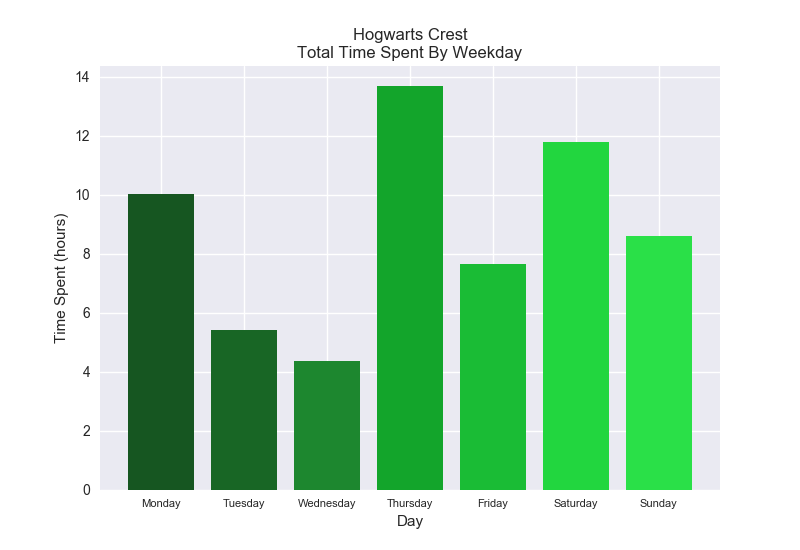 Hogwarts Crest
Total Time Spent By Weekday
14
12
10
8
6
4
2
0
Time Spent (hours)
Monday Tuesday Wednesday Thursday Friday Saturday Sunday
Day